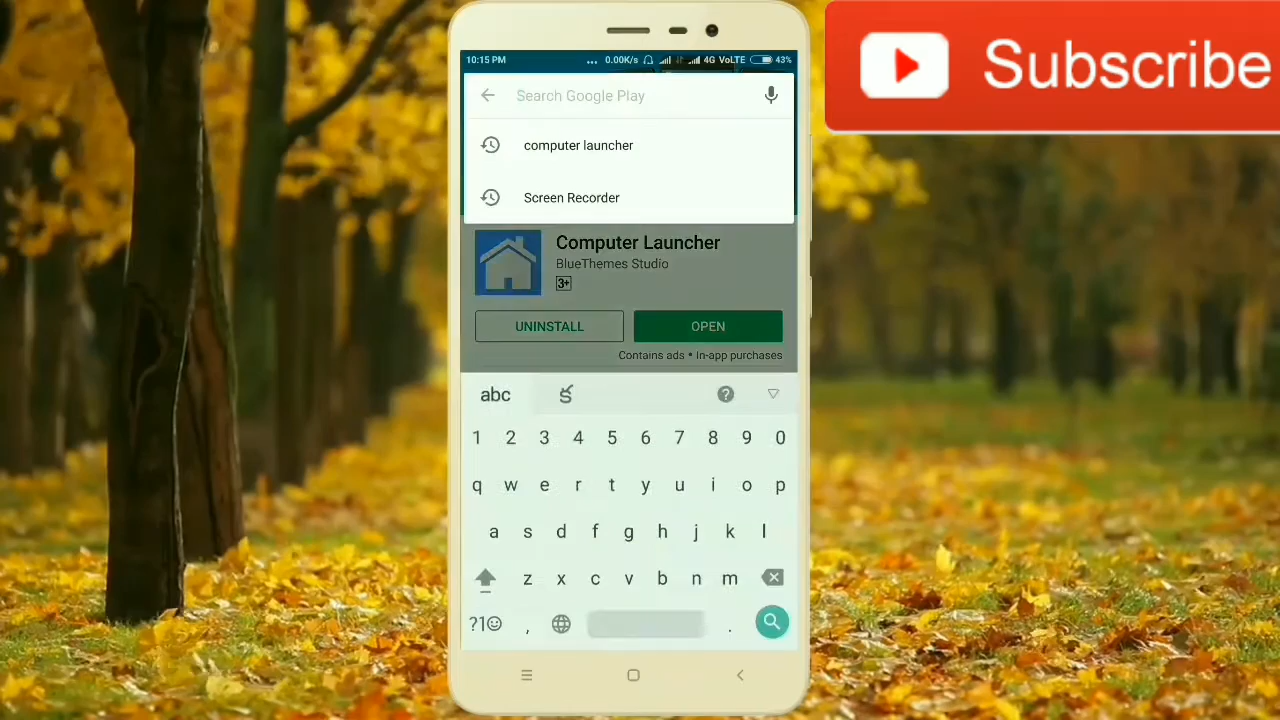 Subscribe
10:15 PM ... 0.00K/s 4G VoLTE 43%
Search Google Play
computer launcher
Screen Recorder
Computer Launcher
BlueThemes Studio
3+
UNINSTALL OPEN
Contains ads • In-app purchases
abc క ?
1 2 3 4 5 6 7 8 9 0
q w e r t y u i o p
a s d f g h j k l
z x c v b n m
?1☺ , .